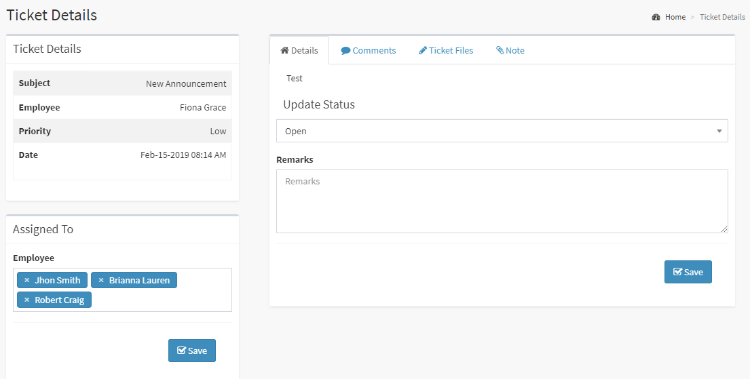 Ticket Details
Home > Ticket Details
Ticket Details
Subject New Announcement
Employee Fiona Grace
Priority Low
Date Feb-15-2019 08:14 AM
Assigned To
Employee
× Jhon Smith × Brianna Lauren
× Robert Craig
Save
Details Comments Ticket Files Note
Test
Update Status
Open
Remarks
Remarks
Save